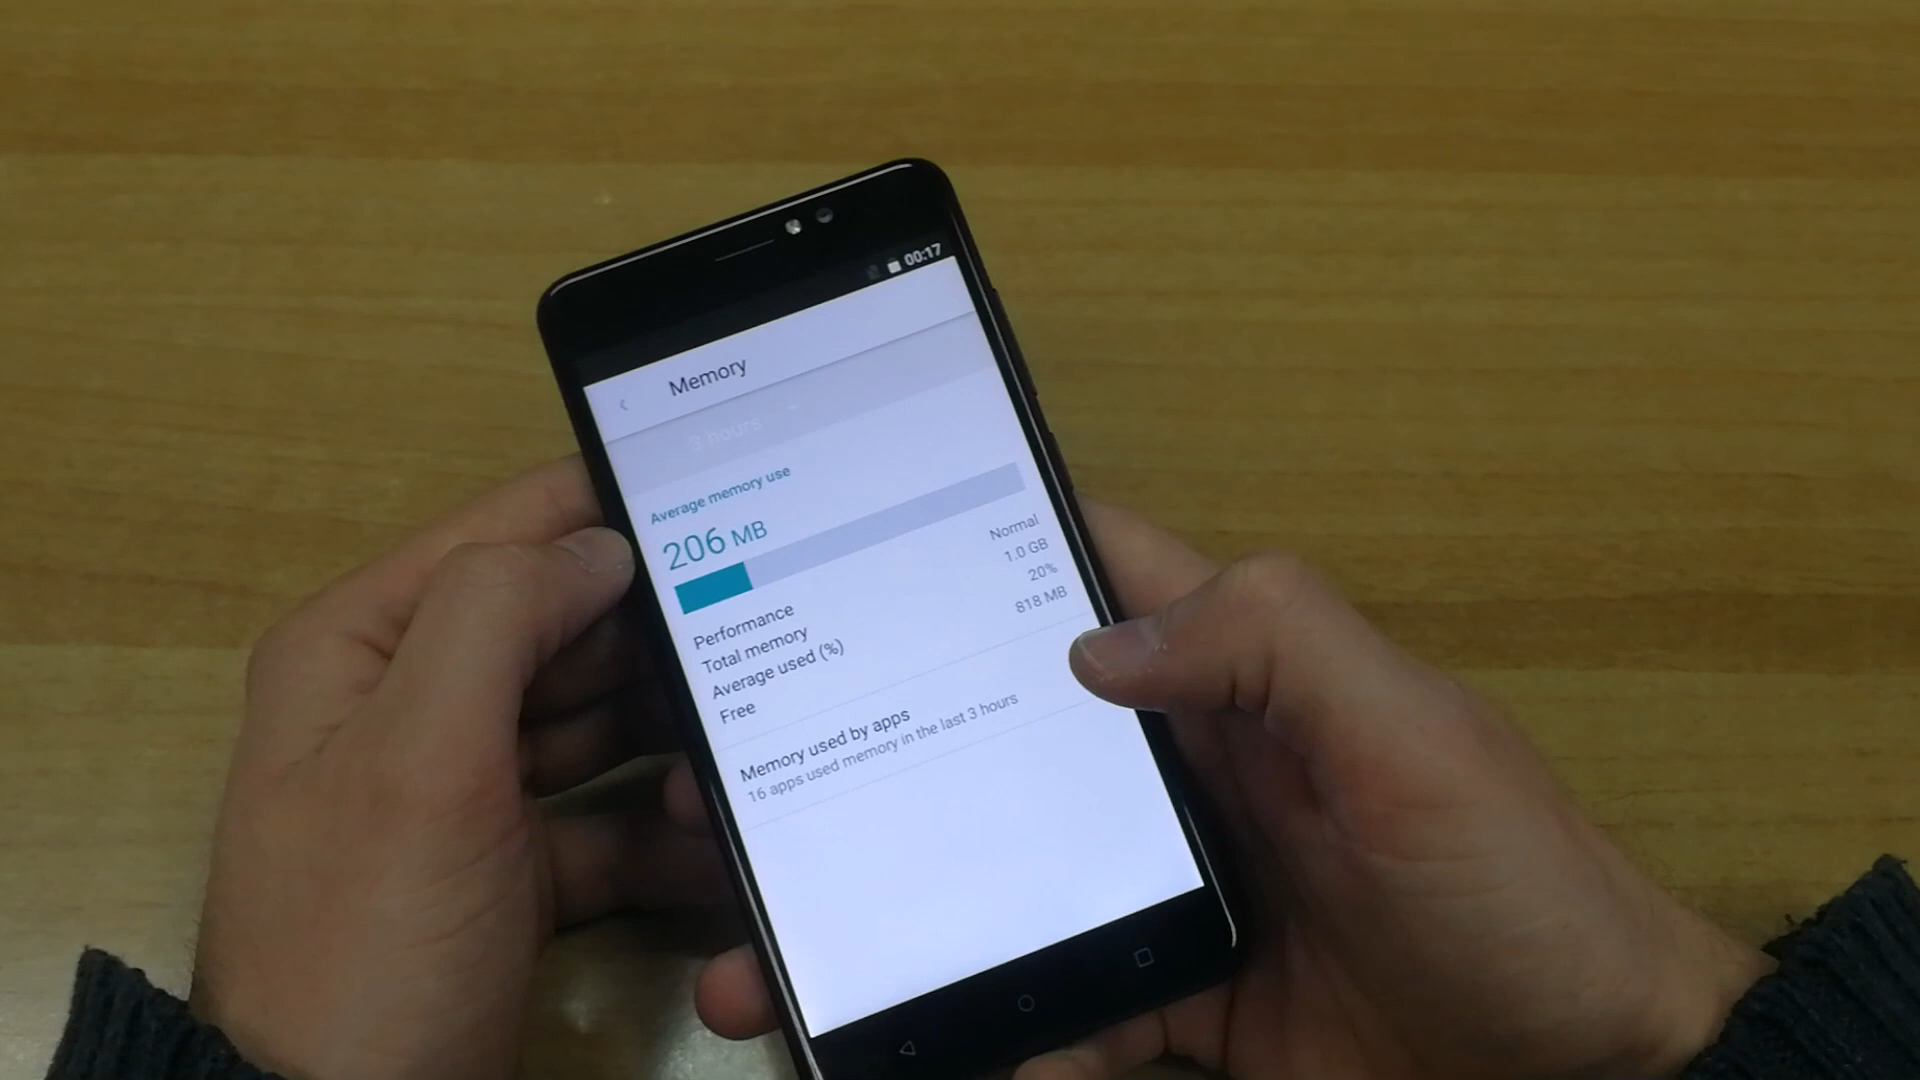 00:17
Memory
3 hours
Average memory use
206 MB
Performance Normal
Total memory 1.0 GB
Average used (%) 20%
Free 818 MB
Memory used by apps
16 apps used memory in the last 3 hours